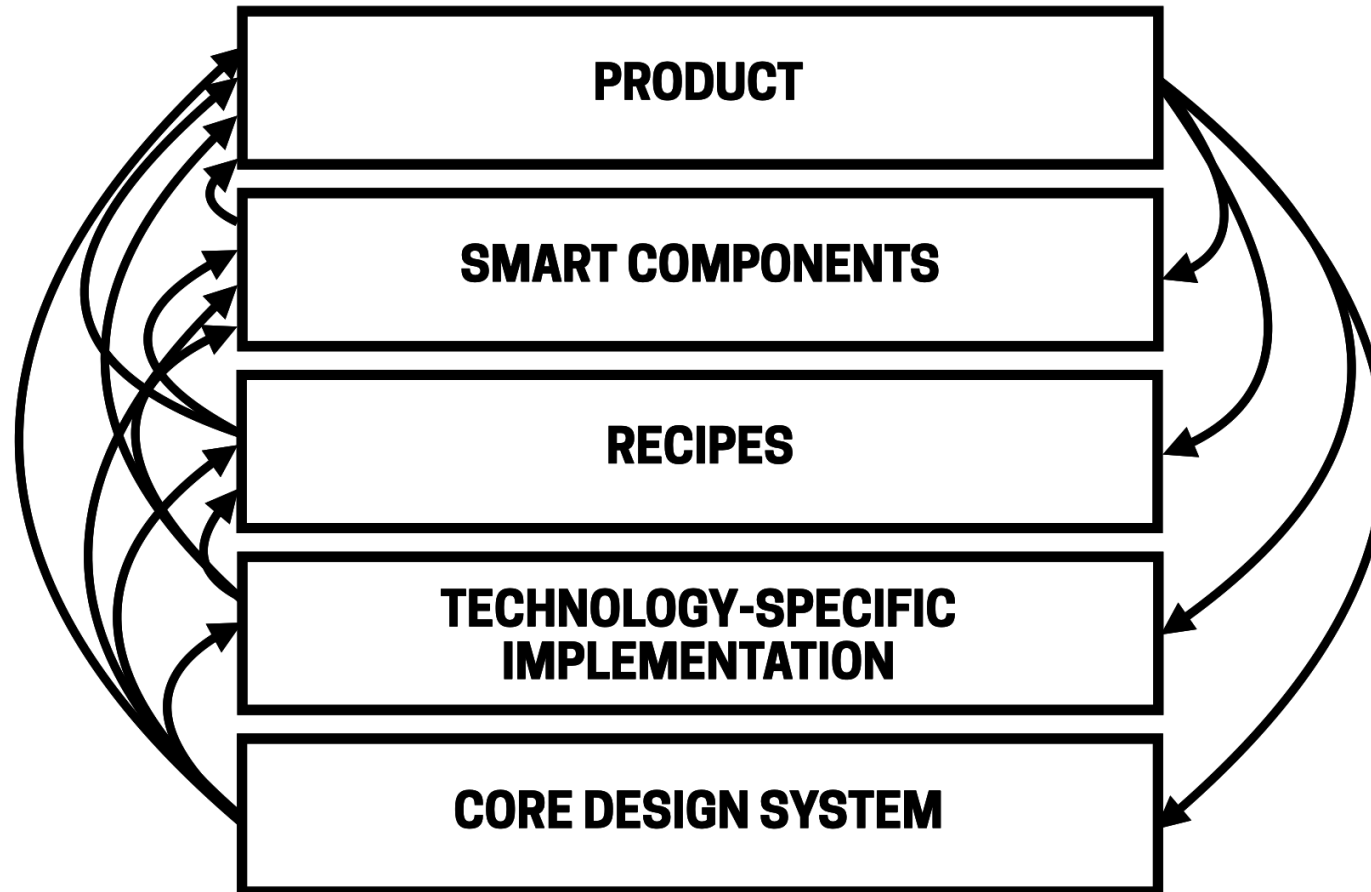 PRODUCT
SMART COMPONENTS
RECIPES
TECHNOLOGY-SPECIFIC
IMPLEMENTATION
CORE DESIGN SYSTEM